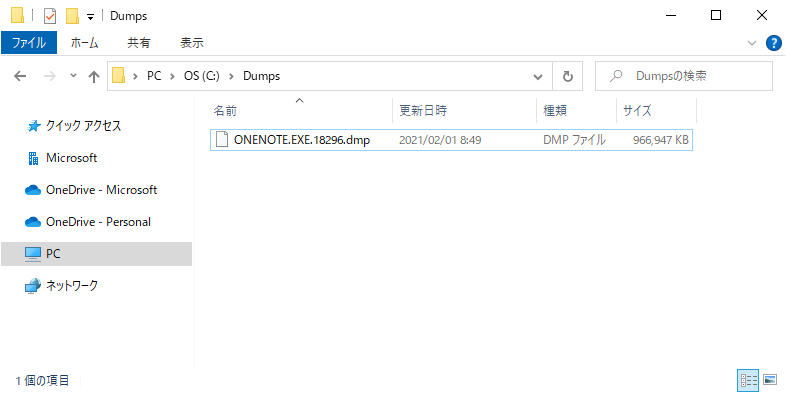 Dumps
ファイル ホーム 共有 表示
PC OS (C:) Dumps Dumpsの検索
名前 更新日時 種類 サイズ
クイック アクセス
ONENOTE.EXE.18296.dmp 2021/02/01 8:49 DMP ファイル 966,947 KB
Microsoft
OneDrive - Microsoft
OneDrive - Personal
PC
ネットワーク
1 個の項目